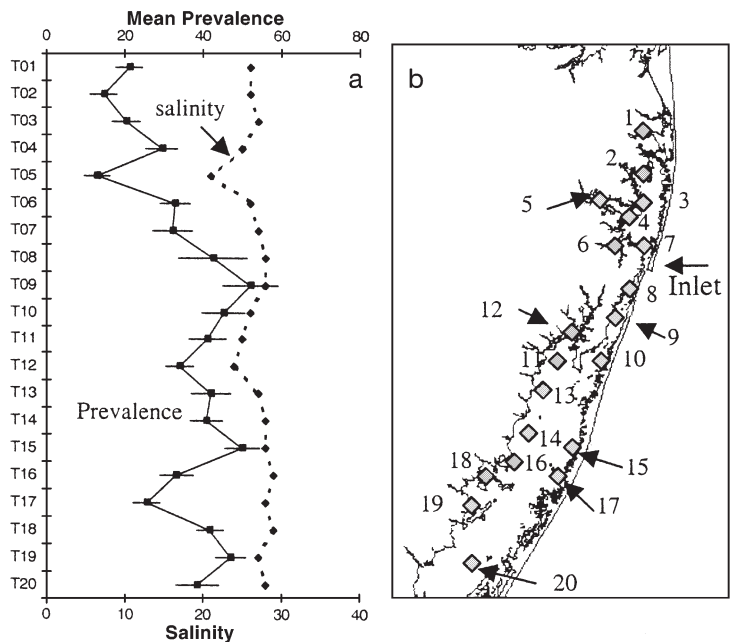 Mean Prevalence
0 20 40 60 80
T01
T02
T03
T04
T05
T06
T07
T08
T09
T10
T11
T12
T13
T14
T15
T16
T17
T18
T19
T20
a
salinity
Prevalence
0 10 20 30 40
Salinity
b
1
2
3
4
5
6
7
Inlet
8
9
12
11
10
13
14
15
16
18
17
19
20